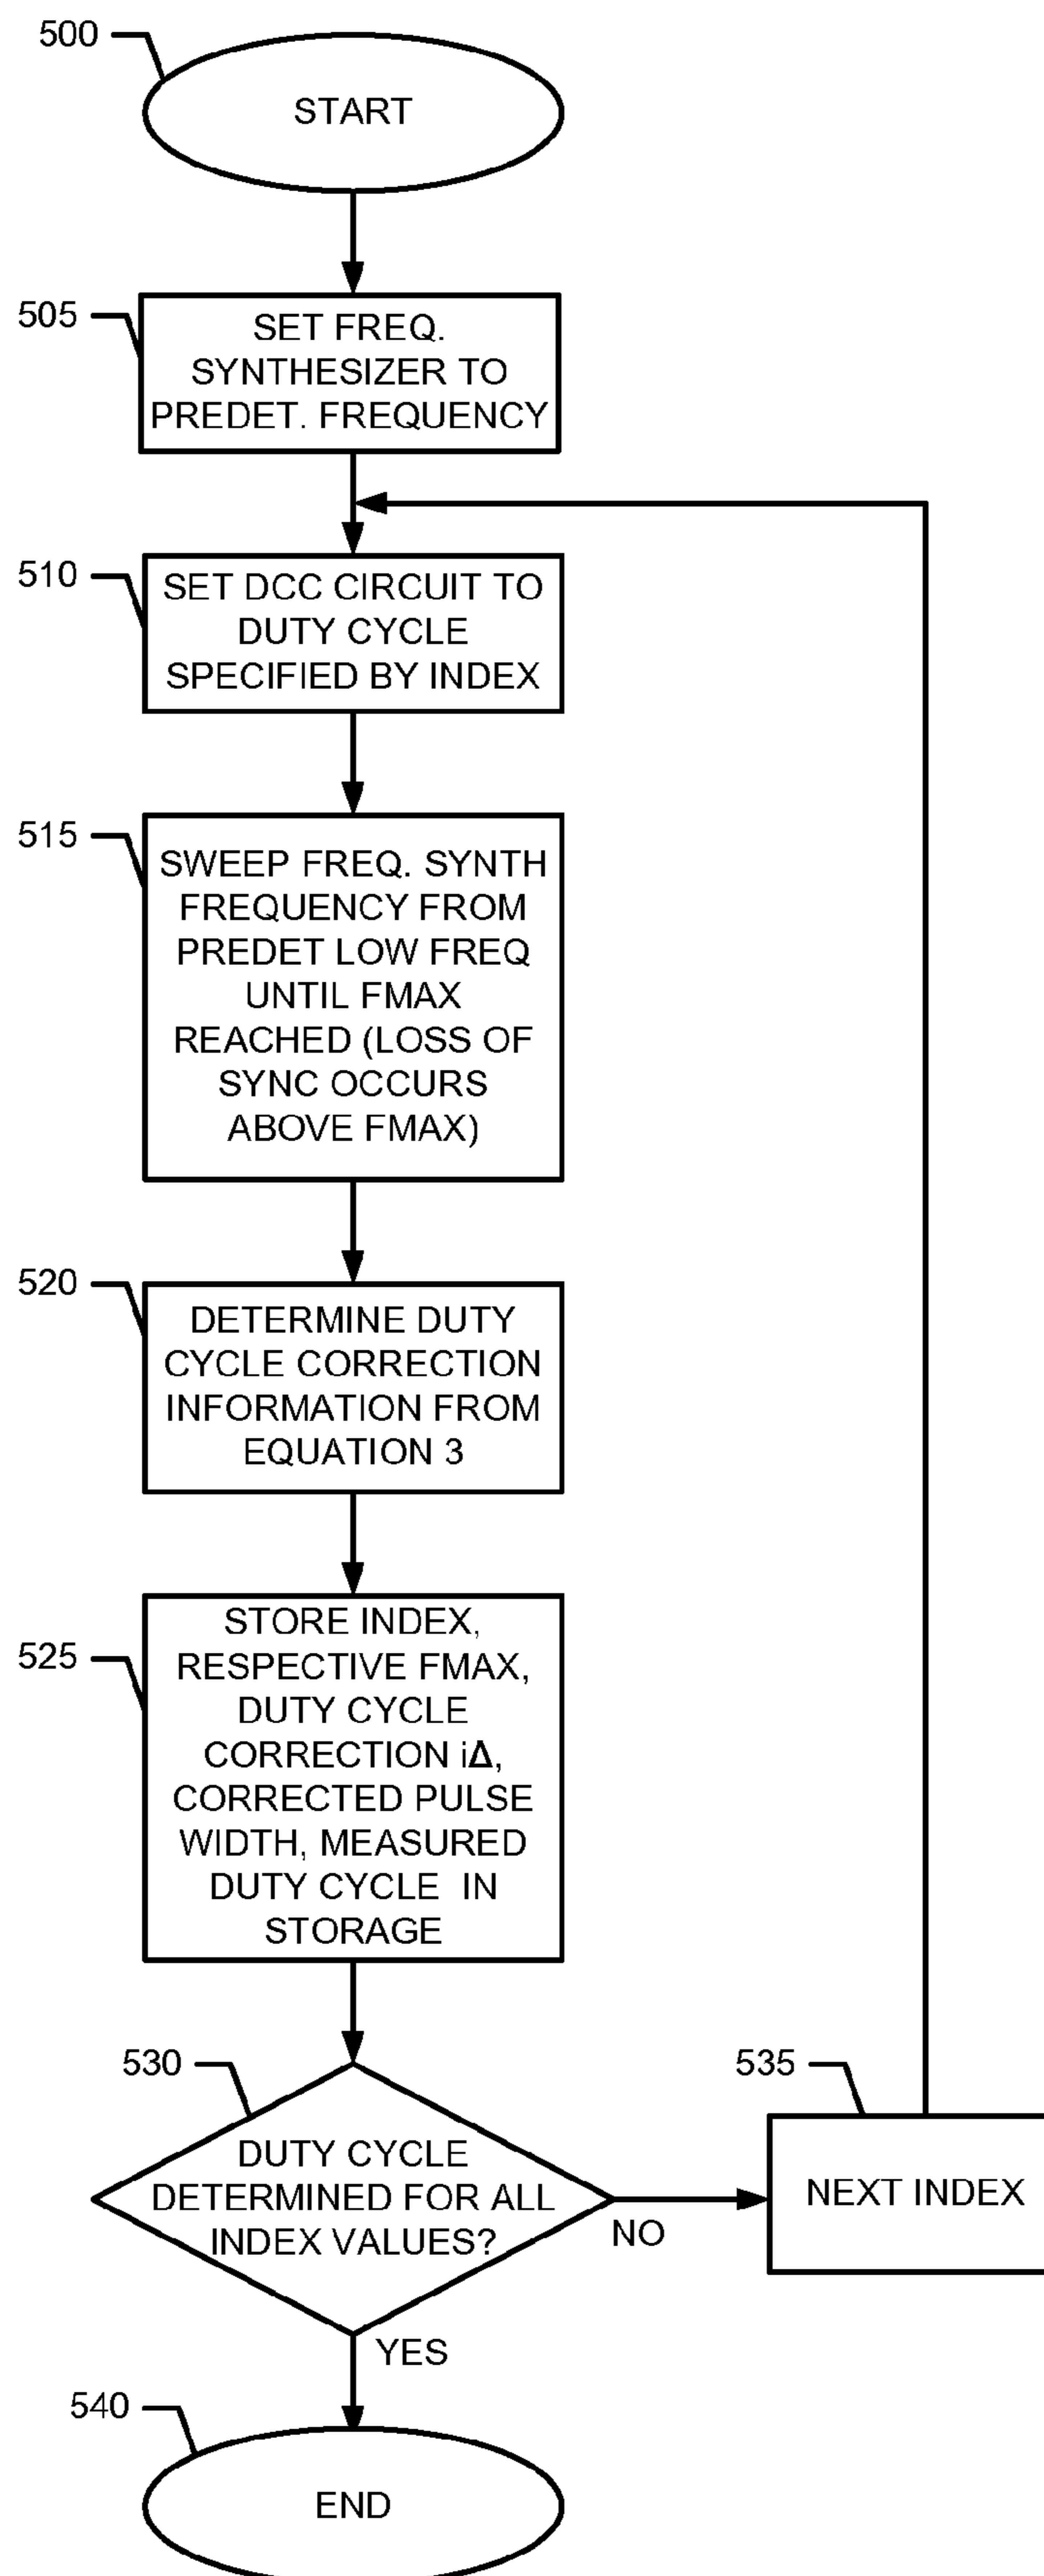 500
START
505
SET FREQ.
SYNTHESIZER TO
PREDET. FREQUENCY
510
SET DCC CIRCUIT TO
DUTY CYCLE
SPECIFIED BY INDEX
515
SWEEP FREQ. SYNTH
FREQUENCY FROM
PREDET LOW FREQ
UNTIL FMAX
REACHED (LOSS OF
SYNC OCCURS
ABOVE FMAX)
520
DETERMINE DUTY
CYCLE CORRECTION
INFORMATION FROM
EQUATION 3
525
STORE INDEX,
RESPECTIVE FMAX,
DUTY CYCLE
CORRECTION iΔ,
CORRECTED PULSE
WIDTH, MEASURED
DUTY CYCLE IN
STORAGE
530
DUTY CYCLE
DETERMINED FOR ALL
INDEX VALUES?
NO
535
NEXT INDEX
YES
540
END